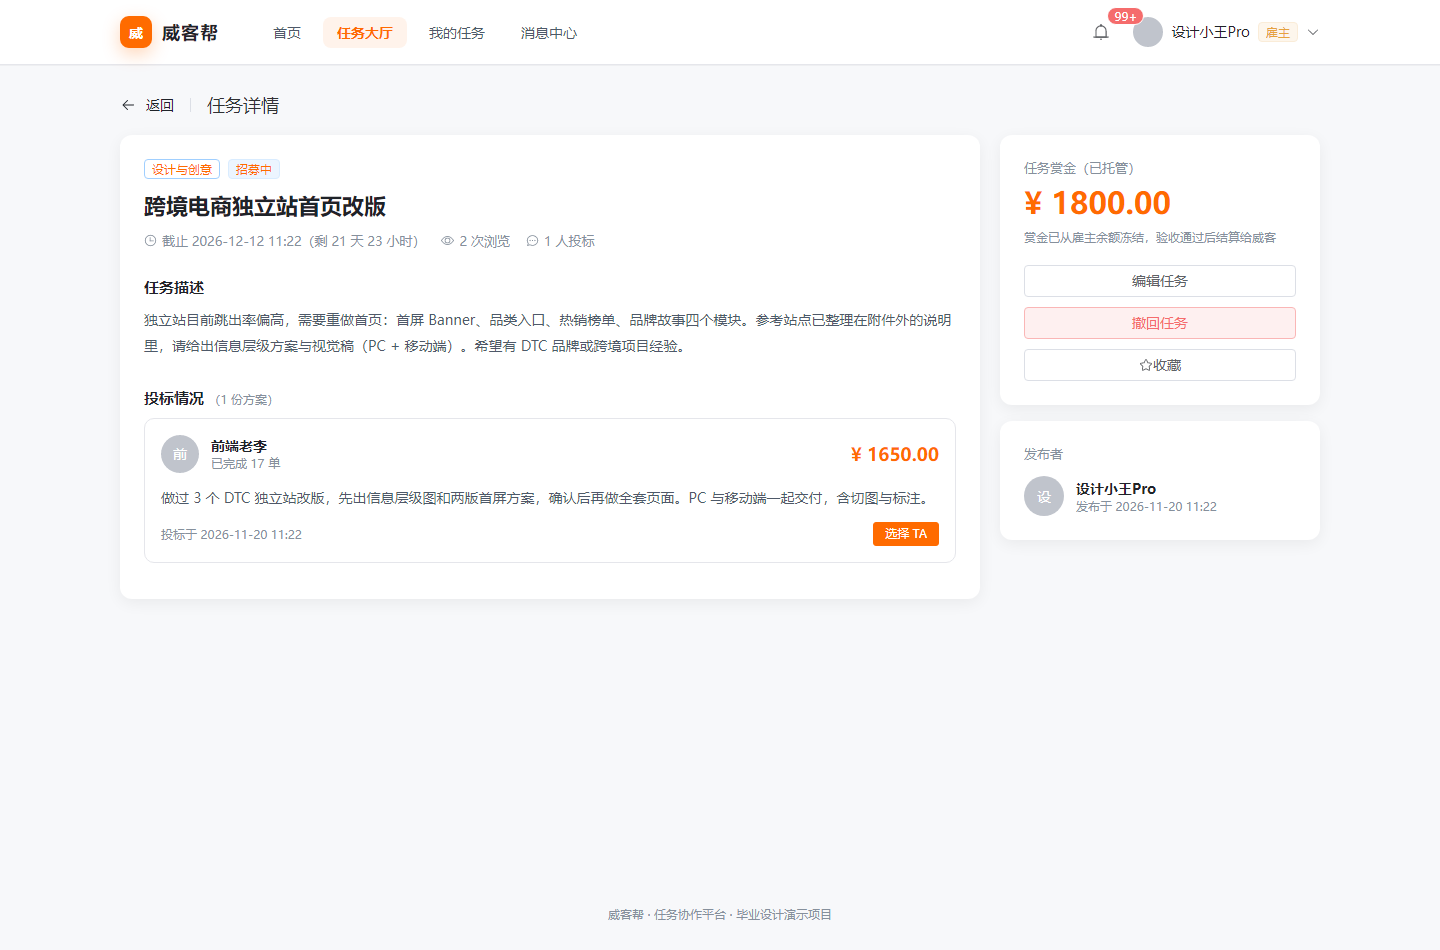 威 威客帮 首页 任务大厅 我的任务 消息中心 99+ 设计小王Pro 雇主
返回 任务详情
设计与创意 招募中
跨境电商独立站首页改版
截止 2026-12-12 11:22（剩 21 天 23 小时） 2 次浏览 1 人投标
任务描述
独立站目前跳出率偏高，需要重做首页：首屏 Banner、品类入口、热销榜单、品牌故事四个模块。参考站点已整理在附件外的说明
里，请给出信息层级方案与视觉稿（PC + 移动端）。希望有 DTC 品牌或跨境项目经验。
投标情况 （1 份方案）
前 前端老李
已完成 17 单
¥ 1650.00
做过 3 个 DTC 独立站改版，先出信息层级图和两版首屏方案，确认后再做全套页面。PC 与移动端一起交付，含切图与标注。
投标于 2026-11-20 11:22 选择 TA
任务赏金（已托管）
¥ 1800.00
赏金已从雇主余额冻结，验收通过后结算给威客
编辑任务
撤回任务
收藏
发布者
设 设计小王Pro
发布于 2026-11-20 11:22
威客帮 · 任务协作平台 · 毕业设计演示项目